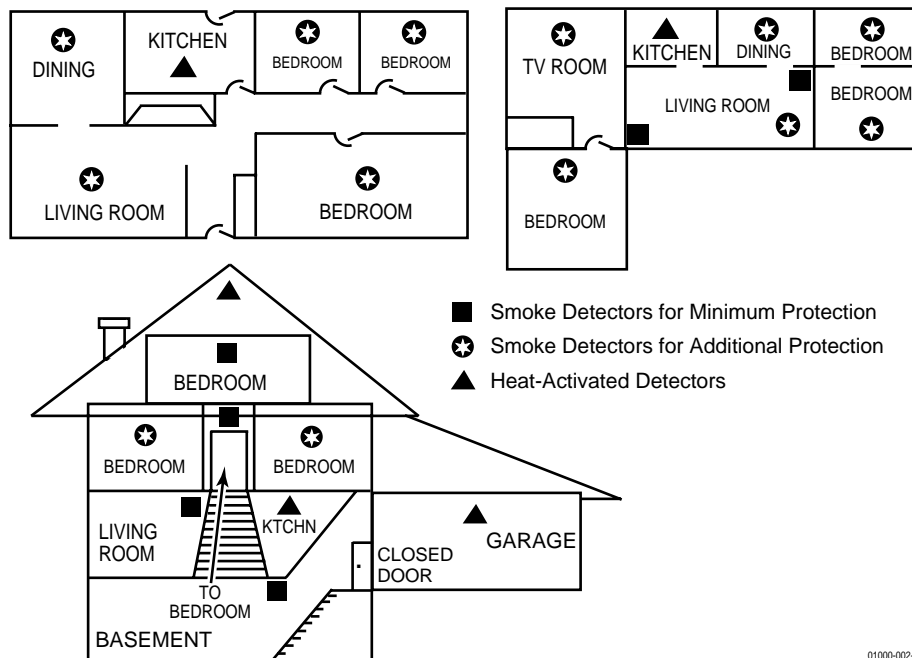 DINING
KITCHEN
BEDROOM
BEDROOM
LIVING ROOM
BEDROOM
TV ROOM
KITCHEN
DINING
BEDROOM
LIVING ROOM
BEDROOM
BEDROOM
Smoke Detectors for Minimum Protection
Smoke Detectors for Additional Protection
Heat-Activated Detectors
BEDROOM
BEDROOM
BEDROOM
LIVING
ROOM
KTCHN
TO
BEDROOM
BASEMENT
CLOSED
DOOR
GARAGE